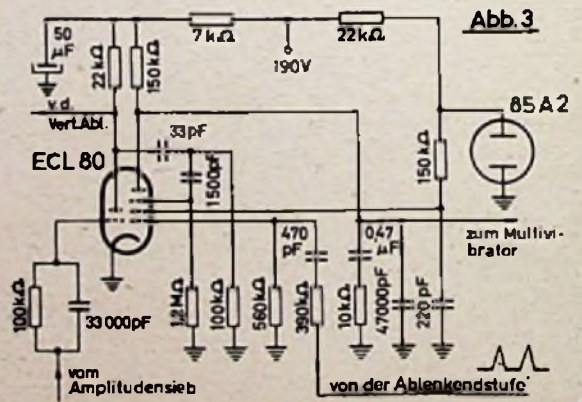 Abb.3
50 µF
22kΩ
150kΩ
7kΩ
190V
22kΩ
85A2
v.d. Vert.Abl.
33pF
1500pF
ECL 80
150kΩ
470 pF
0,47 µF
zum Multivi-
brator
100kΩ
33000pF
1,2MΩ
100kΩ
560kΩ
390kΩ
10kΩ
47000pF
220pF
vom
Amplitudensieb
von der Ablenkendstufe